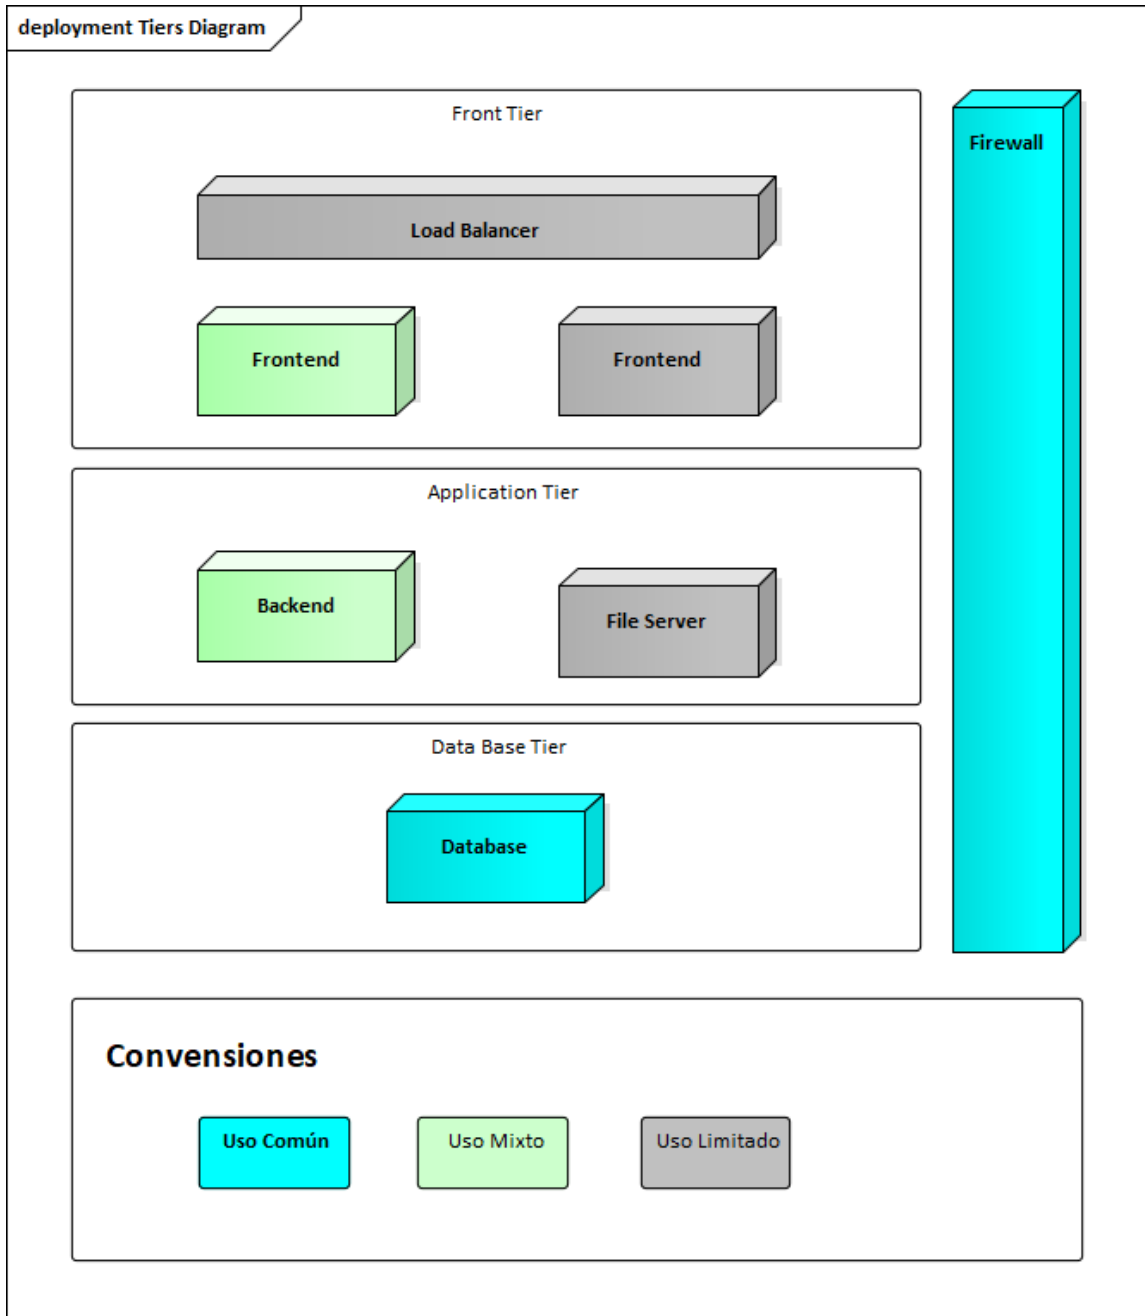 deployment Tiers Diagram
Front Tier
Firewall
Load Balancer
Frontend
Frontend
Application Tier
Backend
File Server
Data Base Tier
Database
Convensiones
Uso Común
Uso Mixto
Uso Limitado